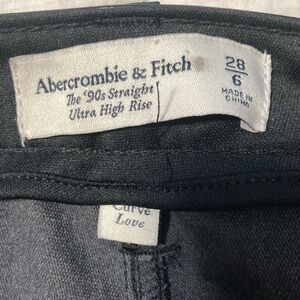 Abercrombie & Fitch
The '90s Straight
Ultra High Rise
28
6
MADE IN
CHINA
Curve
Love